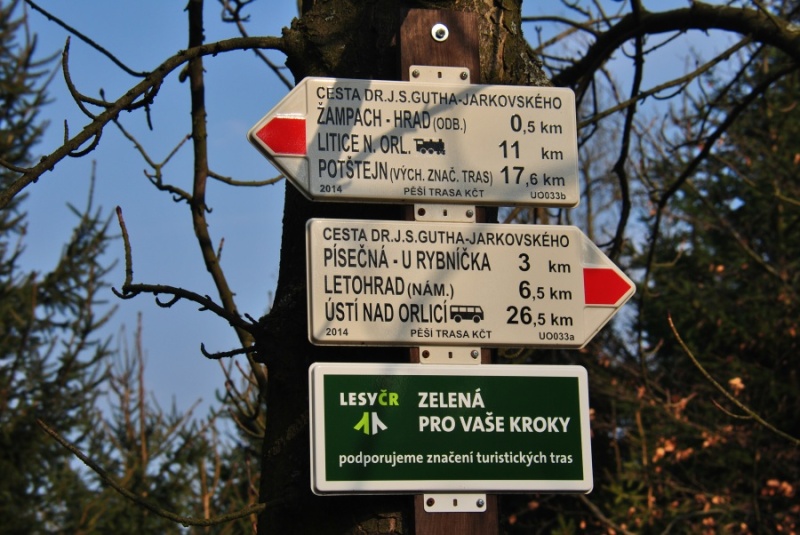 CESTA DR.J.S.GUTHA-JARKOVSKÉHO
ŽAMPACH - HRAD (ODB.) 0,5 km
LITICE N. ORL. 11 km
POTŠTEJN (VÝCH. ZNAČ. TRAS) 17,6 km
2014 PĚŠÍ TRASA KČT UO033b
CESTA DR.J.S.GUTHA-JARKOVSKÉHO
PÍSEČNÁ - U RYBNÍČKA 3 km
LETOHRAD (NÁM.) 6,5 km
ÚSTÍ NAD ORLICÍ 26,5 km
2014 PĚŠÍ TRASA KČT UO033a
LESYČR
ZELENÁ
PRO VAŠE KROKY
podporujeme značení turistických tras